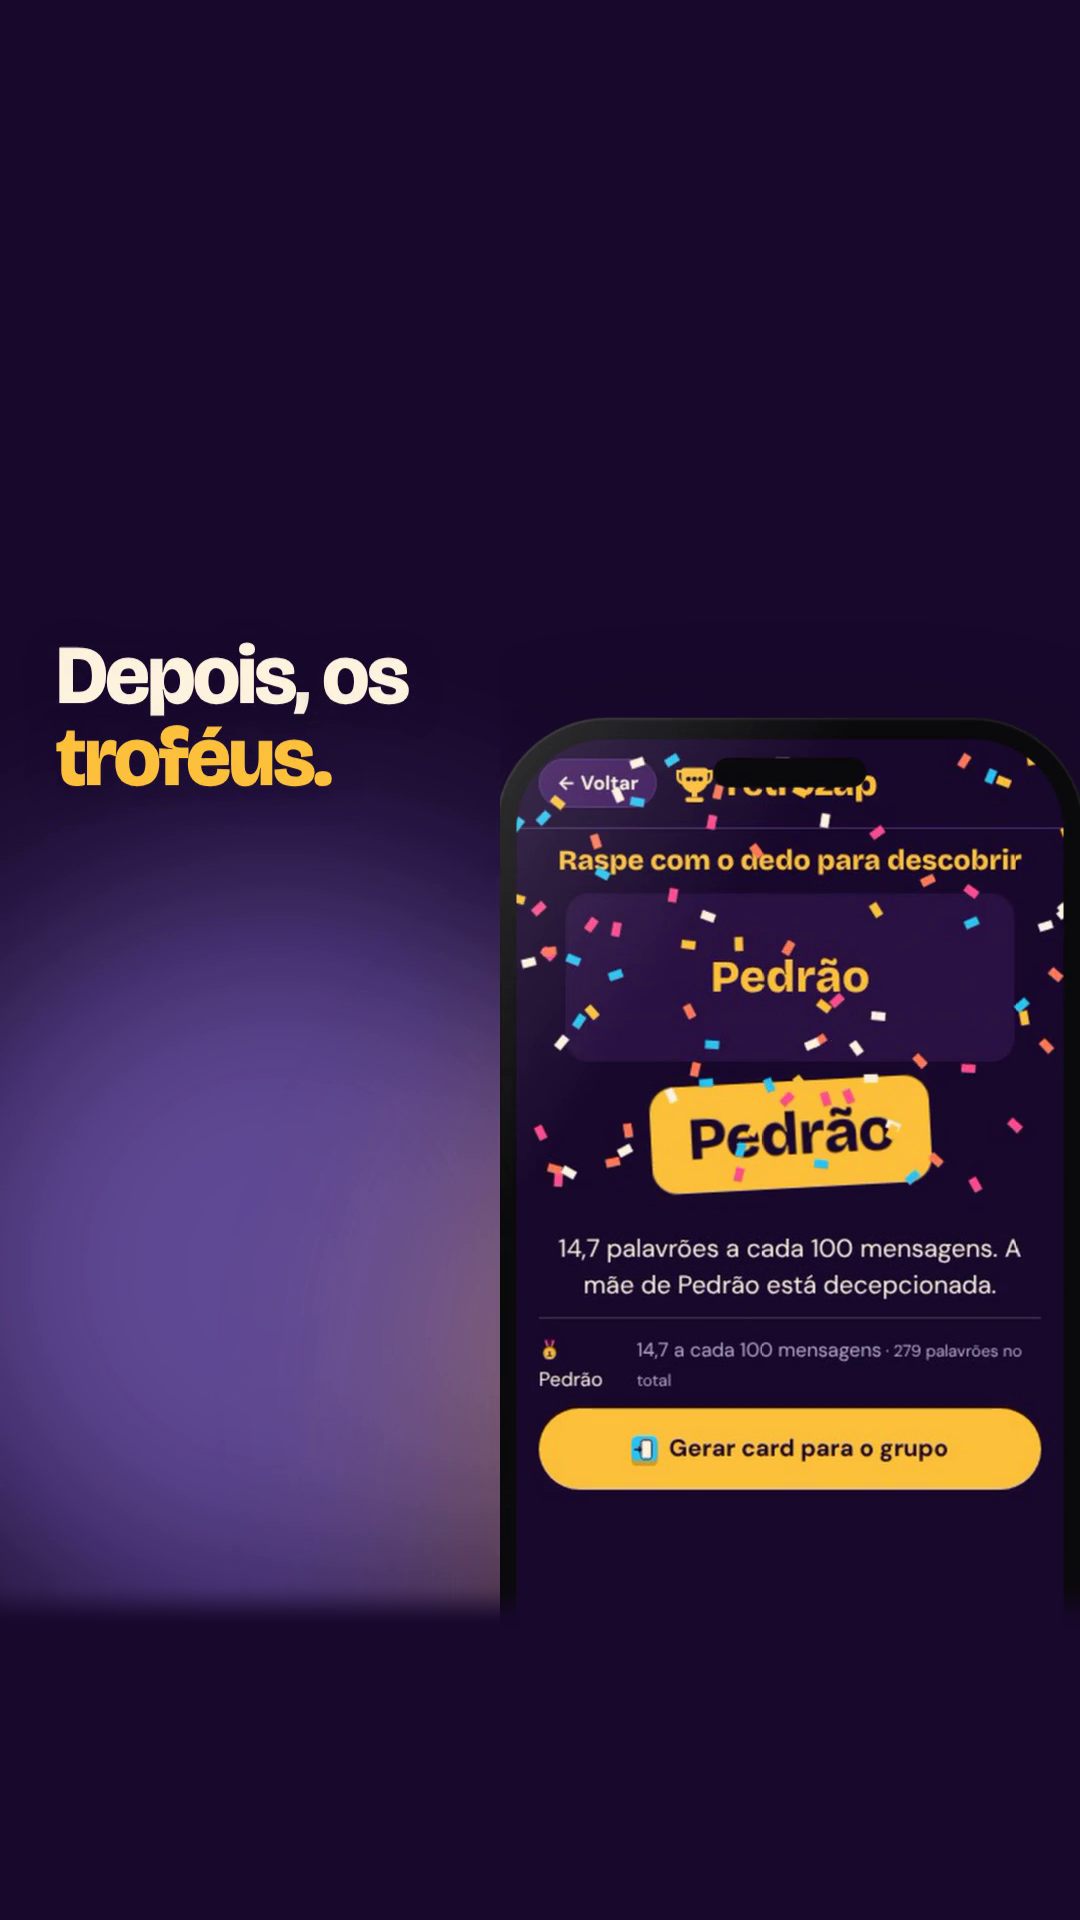 Depois, os
troféus.
← Voltar
retrozap
Raspe com o dedo para descobrir
Pedrão
Pedrão
14,7 palavrões a cada 100 mensagens. A
mãe de Pedrão está decepcionada.
Pedrão
14,7 a cada 100 mensagens · 279 palavrões no
total
Gerar card para o grupo